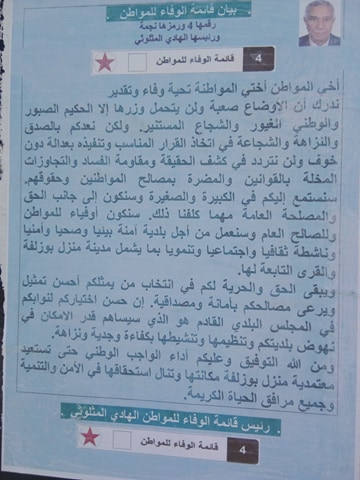 بيان قائمة الوفاء للمواطن .
رقمها 4 ورمزها نجمة
ورئيسها الهادي المثلوثي
4 قائمة الوفاء للمواطن
أخي المواطن أختي المواطنة تحية وفاء وتقدير
ندرك أن الاوضاع صعبة ولن يتحمل وزرها إلا الحكيم الصبور
والوطني الغيور والشجاع المستنير. ولكن نعدكم بالصدق
والنزاهة والشجاعة في اتخاذ القرار المناسب وتنفيذه بعدالة دون
خوف ولن نتردد في كشف الحقيقة ومقاومة الفساد والتجاوزات
المخلة بالقوانين والمضرة بمصالح المواطنين وحقوقهم.
سنستمع إليكم في الكبيرة والصغيرة وسنكون إلى جانب الحق
والمصلحة العامة مهما كلفنا ذلك. سنكون أوفياء للمواطن
وللصالح العام وسنعمل من أجل بلدية آمنة بيئيا وصحيا وأمنيا
وناشطة ثقافيا واجتماعيا وتنمويا بما يشمل مدينة منزل بوزلفة
والقرى التابعة لها.
ويبقى الحق والحرية لكم في انتخاب من يمثلكم أحسن تمثيل
ويرعى مصالحكم بأمانة ومصداقية. إن حسن اختياركم لنوابكم
في المجلس البلدي القادم هو الذي سيساهم قدر الامكان في
نهوض بلديتكم وتنظيمها وتنشيطها بكفاءة وجدية ونزاهة.
ومن الله التوفيق وعليكم أداء الواجب الوطني حتى تستعيد
معتمدية منزل بوزلفة مكانتها وتنال استحقاقها في الأمن والتنمية
وجميع مرافق الحياة الكريمة.
. رئيس قائمة الوفاء للمواطن الهادي المثلوثي .
4 قائمة الوفاء للمواطن